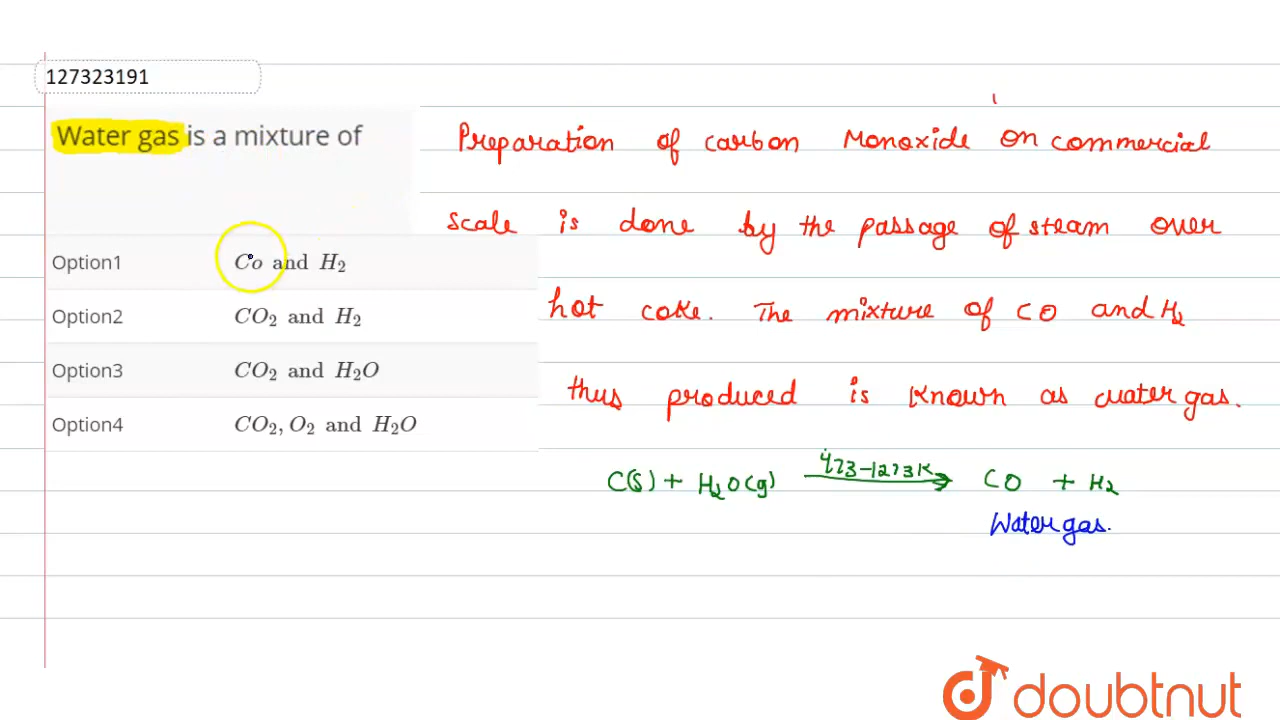 127323191
Water gas is a mixture of
Option1 Co and H₂
Option2 CO₂ and H₂
Option3 CO₂ and H₂O
Option4 CO₂, O₂ and H₂O
Preparation of carbon Monoxide on commercial
scale is done by the passage of steam over
hot coke. The mixture of CO and H₂
thus produced is known as water gas.
C(s) + H₂O(g) 473-1273K → CO + H₂
Water gas.
doubtnut